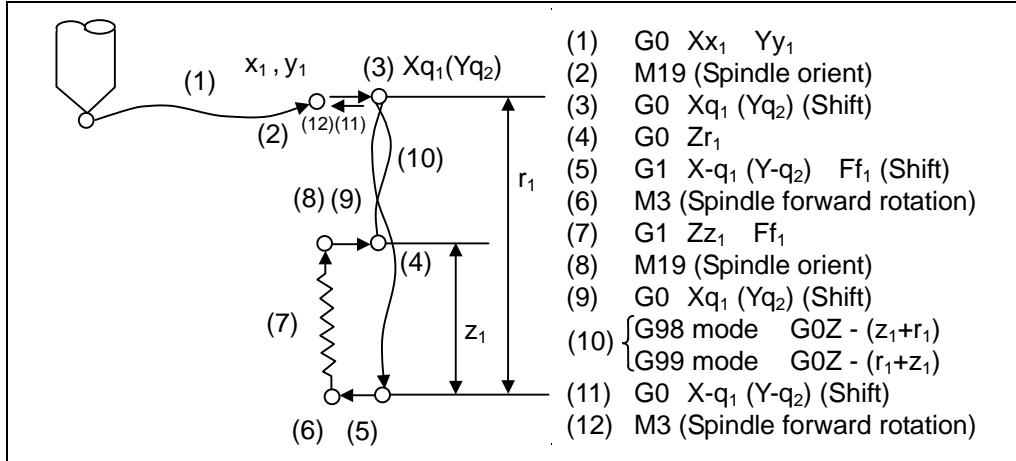 (1) G0 Xx₁ Yy₁
(2) M19 (Spindle orient)
(3) G0 Xq₁ (Yq₂) (Shift)
(4) G0 Zr₁
(5) G1 X-q₁ (Y-q₂) Ff₁ (Shift)
(6) M3 (Spindle forward rotation)
(7) G1 Zz₁ Ff₁
(8) M19 (Spindle orient)
(9) G0 Xq₁ (Yq₂) (Shift)
(10) G98 mode G0Z - (z₁+r₁)
G99 mode G0Z - (r₁+z₁)
(11) G0 X-q₁ (Y-q₂) (Shift)
(12) M3 (Spindle forward rotation)
x₁ , y₁
(3) Xq₁(Yq₂)
(1)
(2)
(12)(11)
(10)
r₁
(8) (9)
(4)
(7)
z₁
(6) (5)